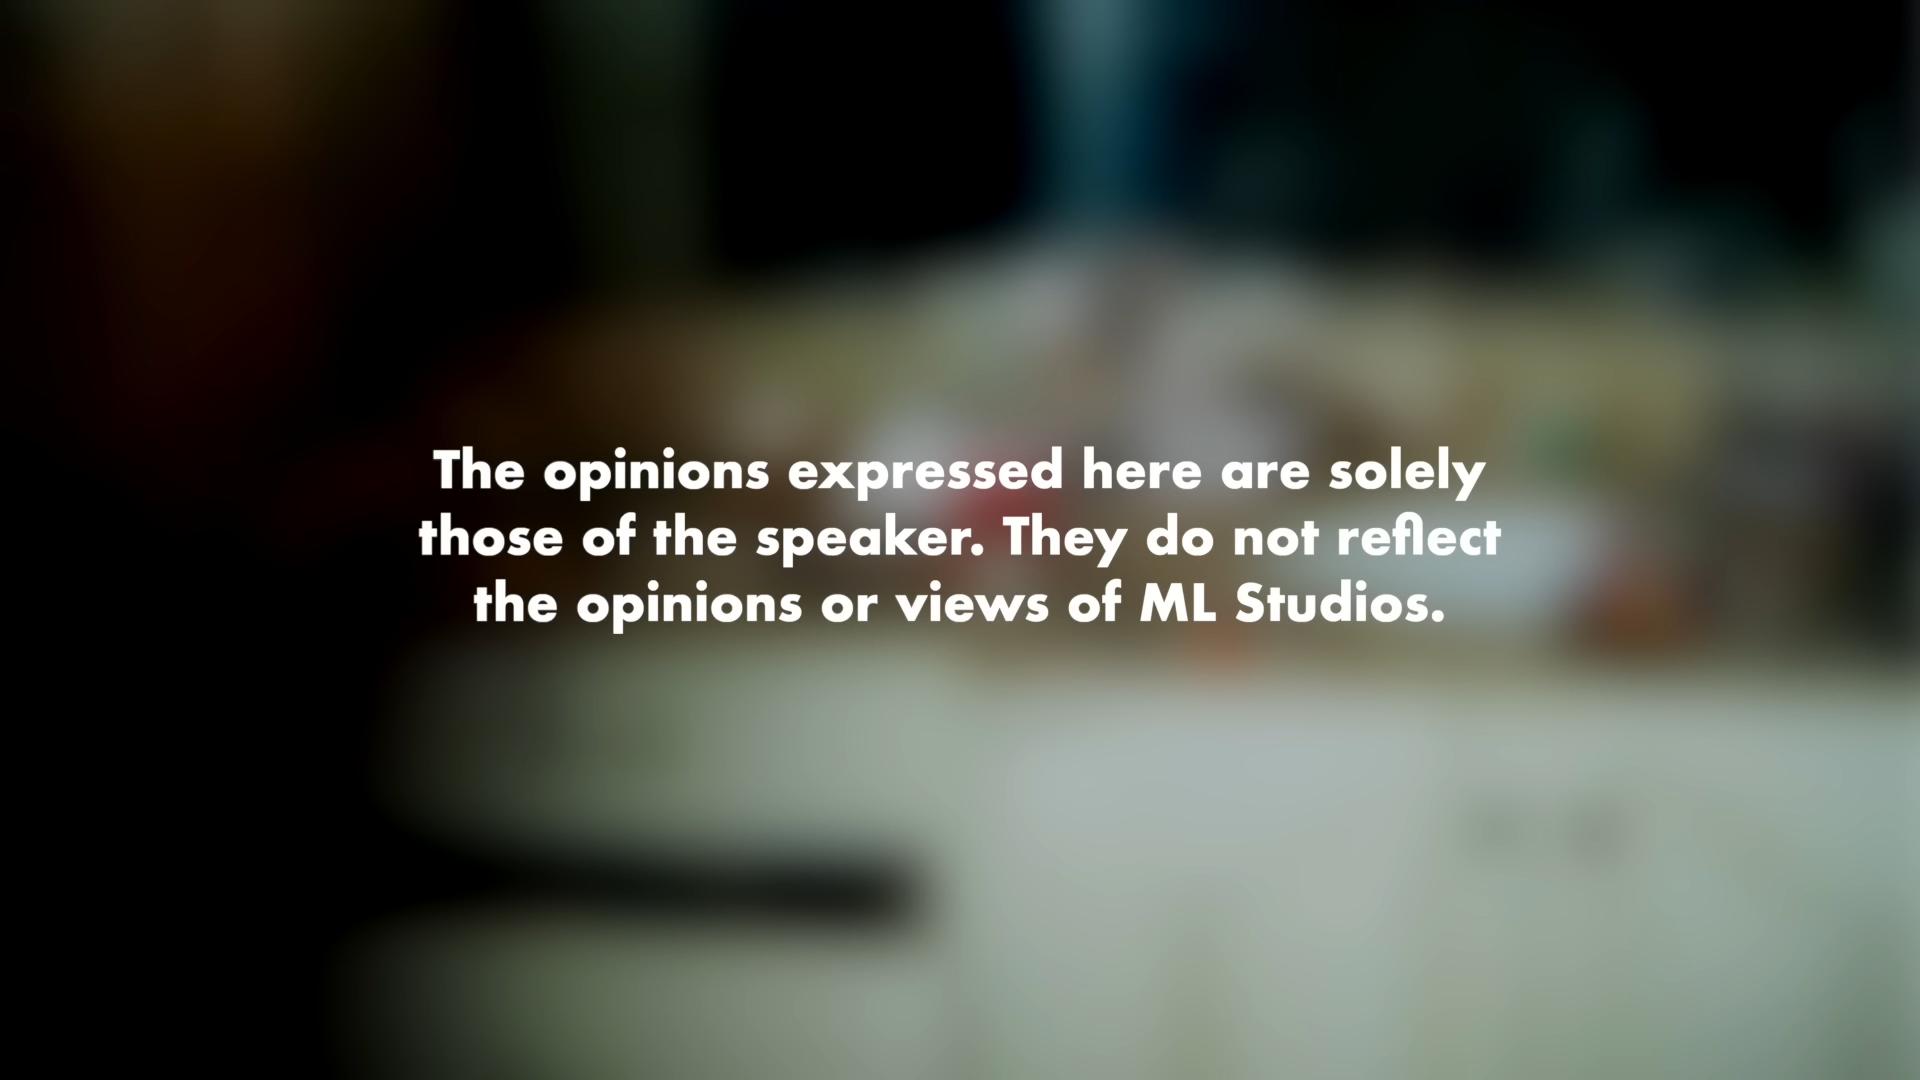 The opinions expressed here are solely
those of the speaker. They do not reflect
the opinions or views of ML Studios.